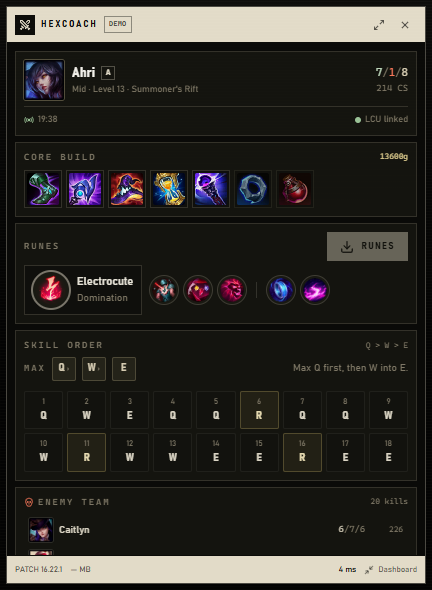 HEXCOACH DEMO
Ahri A 7/1/8
Mid · Level 13 · Summoner's Rift 214 CS
19:38 LCU linked
CORE BUILD 13600g
RUNES RUNES
Electrocute
Domination
SKILL ORDER Q > W > E
MAX Q › W › E Max Q first, then W into E.
1 2 3 4 5 6 7 8 9
Q W E Q Q R Q Q W
10 11 12 13 14 15 16 17 18
W R W W E E R E E
ENEMY TEAM 20 kills
Caitlyn 6/7/6 226
PATCH 16.22.1 — MB 4 ms Dashboard